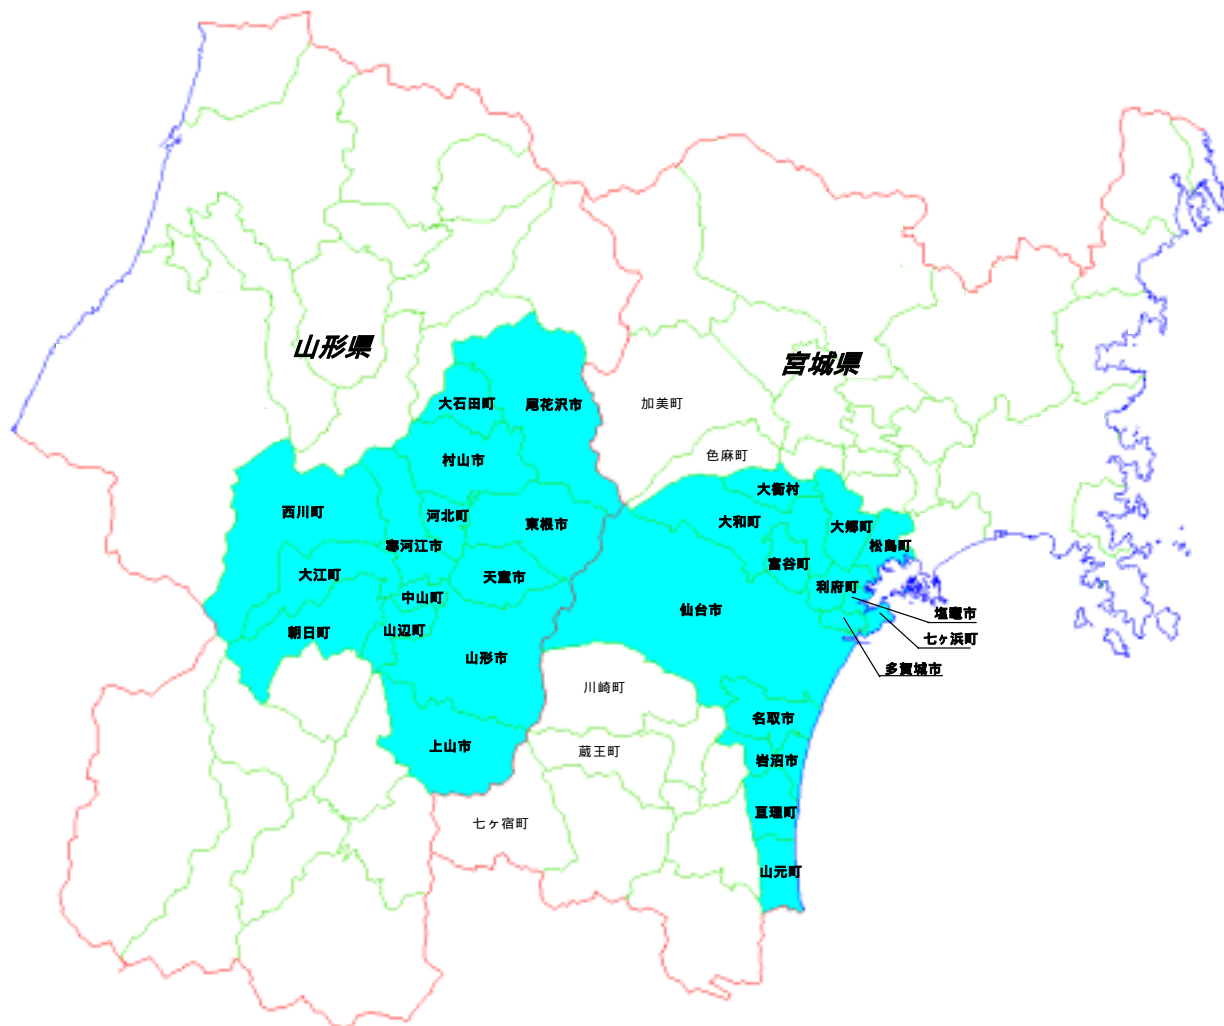 山形県
宮城県
大石田町
尾花沢市
加美町
村山市
色麻町
大衡村
西川町
河北町
東根市
大和町
大郷町
寒河江市
松島町
富谷町
大江町
天童市
利府町
中山町
仙台市
塩竈市
朝日町
山辺町
七ヶ浜町
山形市
多賀城市
川崎町
名取市
上山市
蔵王町
岩沼市
亘理町
七ヶ宿町
山元町